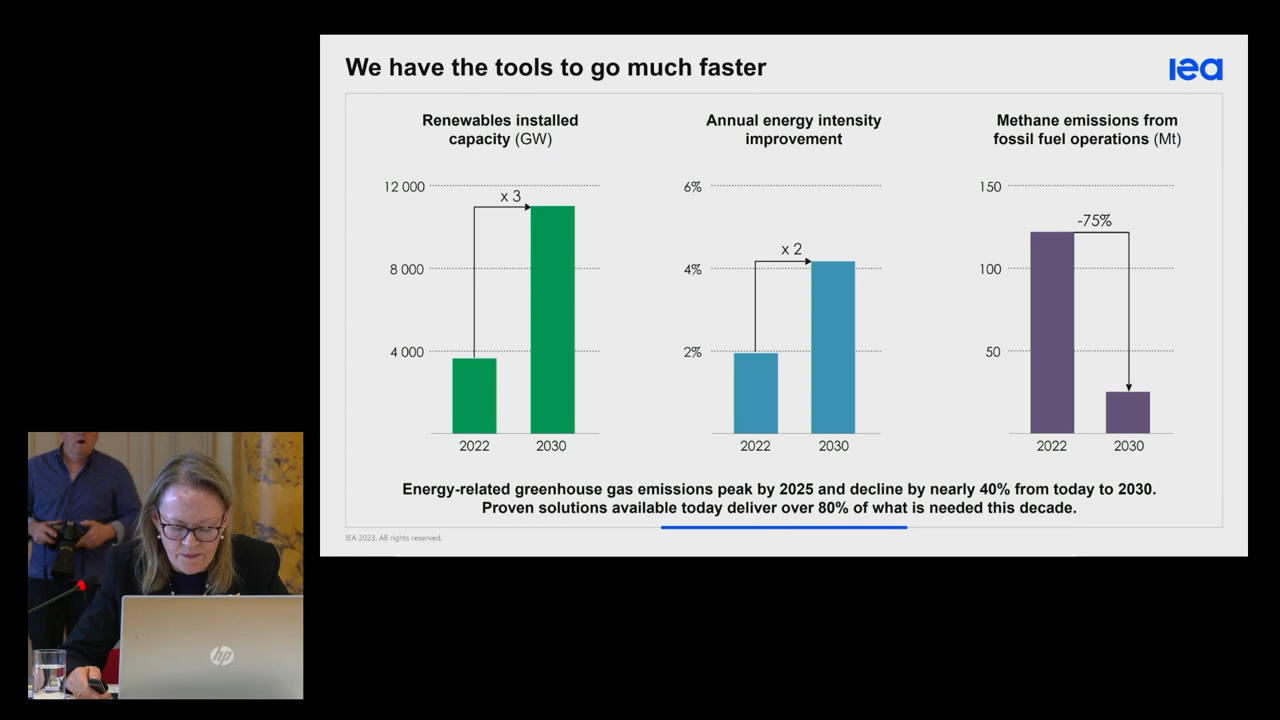 We have the tools to go much faster
iea
Renewables installed
capacity (GW)
12 000
8 000
4 000
x 3
2022
2030
Annual energy intensity
improvement
6%
4%
2%
x 2
2022
2030
Methane emissions from
fossil fuel operations (Mt)
150
100
50
-75%
2022
2030
Energy-related greenhouse gas emissions peak by 2025 and decline by nearly 40% from today to 2030.
Proven solutions available today deliver over 80% of what is needed this decade.
IEA 2023. All rights reserved.
hp